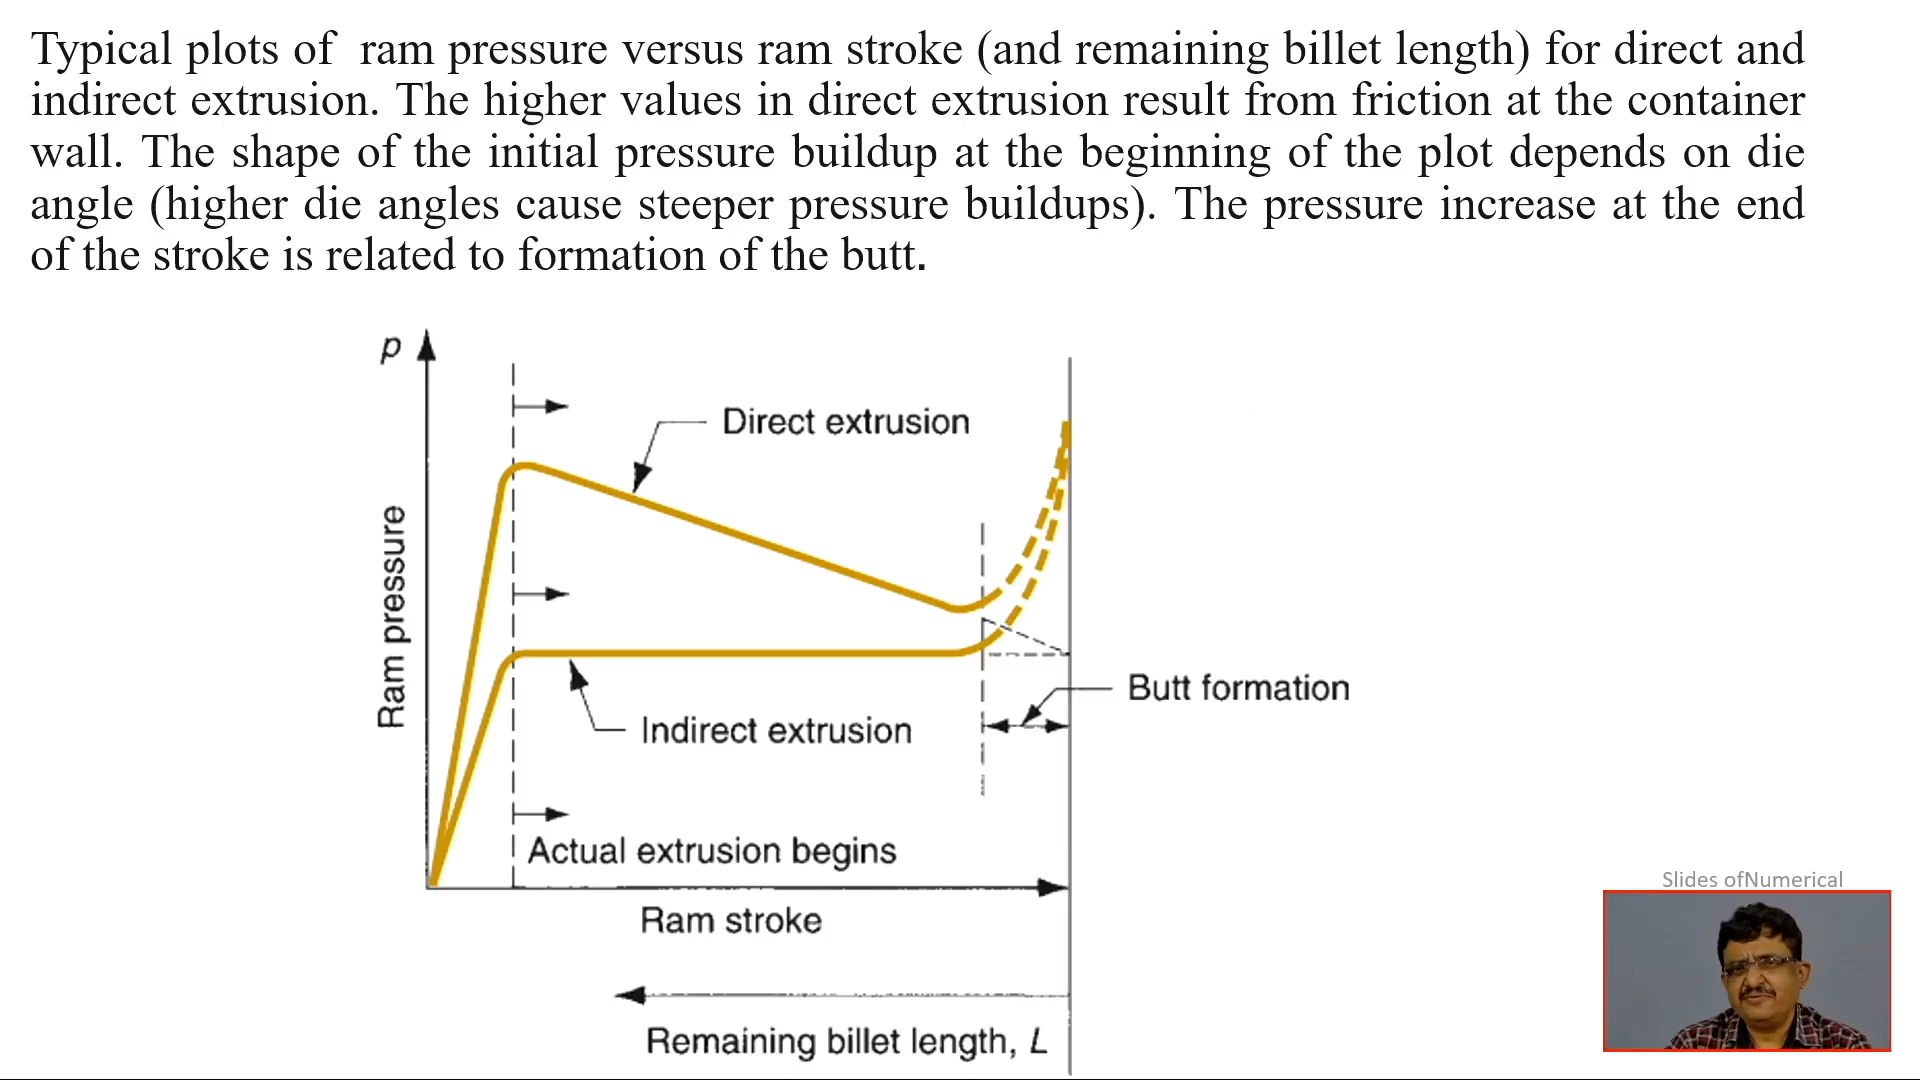 Typical plots of ram pressure versus ram stroke (and remaining billet length) for direct and
indirect extrusion. The higher values in direct extrusion result from friction at the container
wall. The shape of the initial pressure buildup at the beginning of the plot depends on die
angle (higher die angles cause steeper pressure buildups). The pressure increase at the end
of the stroke is related to formation of the butt.
p
Direct extrusion
Ram pressure
Butt formation
Indirect extrusion
Actual extrusion begins
Slides ofNumerical
Ram stroke
Remaining billet length, L